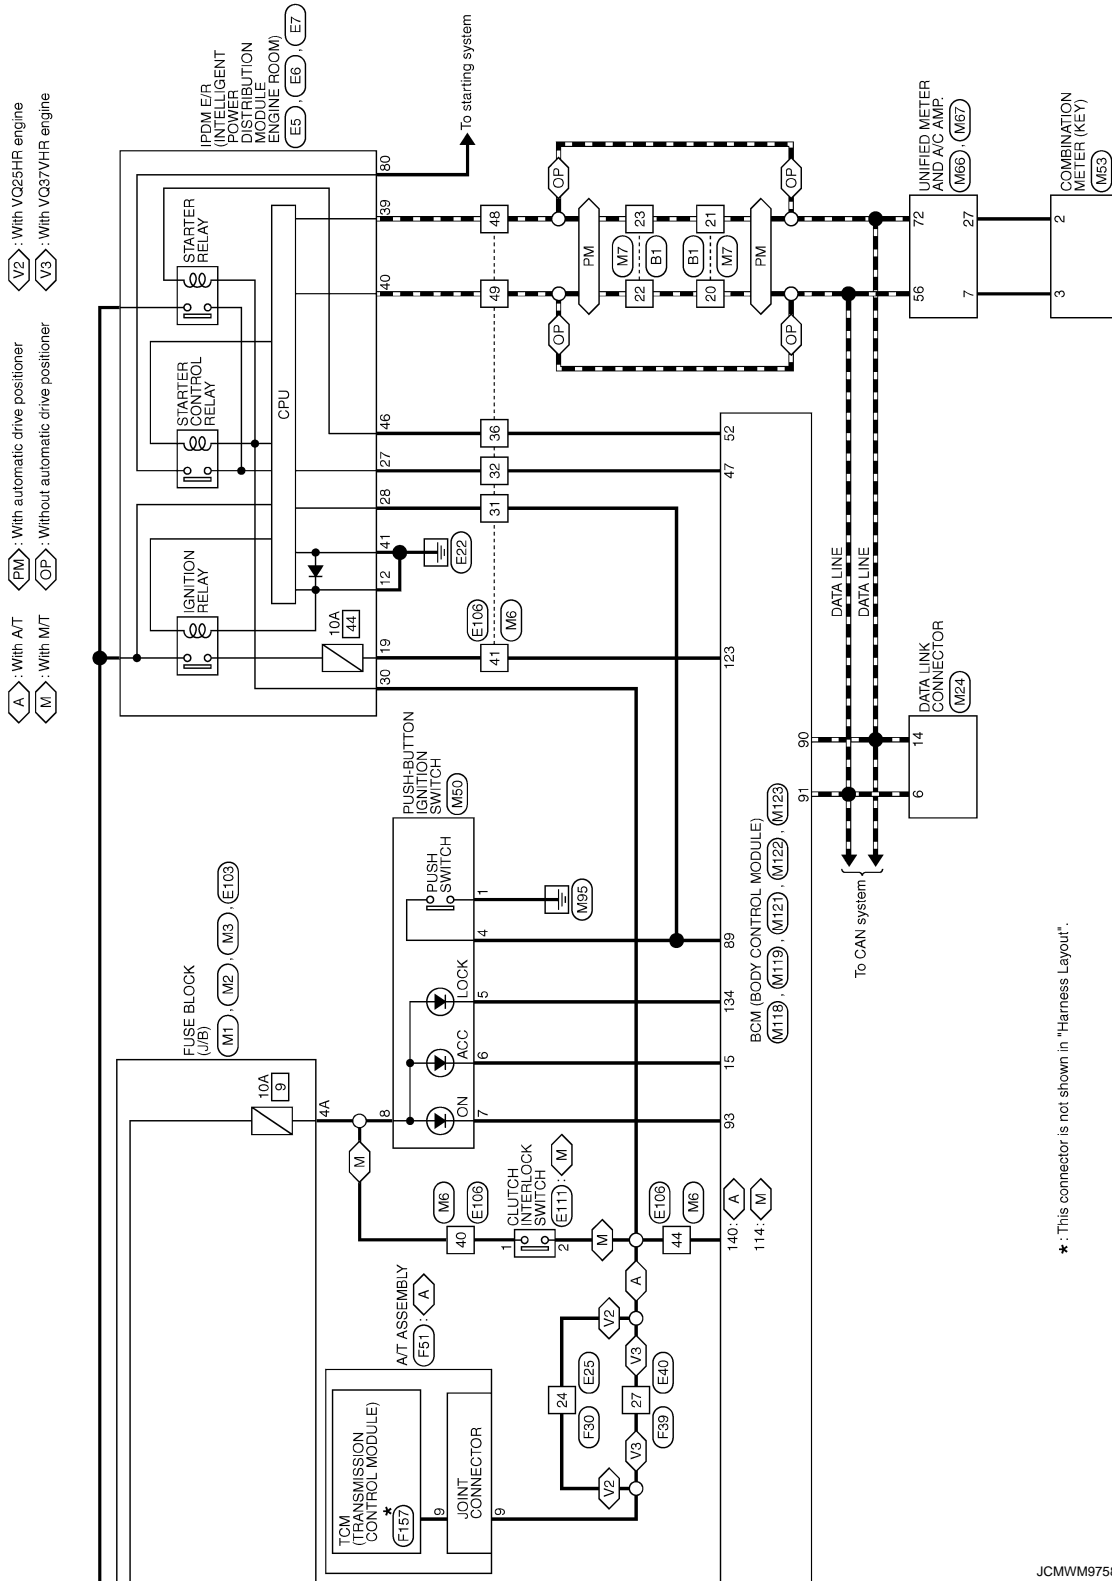 A : With A/T
M : With M/T
PM : With automatic drive positioner
OP : Without automatic drive positioner
V2 : With VQ25HR engine
V3 : With VQ37VHR engine
IPDM E/R
(INTELLIGENT
POWER
DISTRIBUTION
MODULE
ENGINE ROOM)
E5 , E6 , E7
IGNITION
RELAY
STARTER
CONTROL
RELAY
STARTER
RELAY
CPU
10A
44
30
19
12
41
28
27
46
40
39
80
To starting system
E22
E106
M6
41
31
32
36
49
48
OP
OP
PM
M7
B1
22
23
B1
M7
20
21
PM
OP
OP
FUSE BLOCK
(J/B)
M1 , M2 , M3 , E103
10A
9
4A
M
PUSH-BUTTON
IGNITION
SWITCH
M50
8
ON
ACC
LOCK
PUSH
SWITCH
7
6
5
4
1
M95
M6
E106
40
CLUTCH
INTERLOCK
SWITCH
E111 : M
1
2
M
E106
M6
44
A/T ASSEMBLY
F51 : A
TCM
(TRANSMISSION
CONTROL MODULE)
*
F157
9
JOINT
CONNECTOR
9
V2
V2
F30
E25
24
V3
V3
27
F39
E40
A
140: A
114: M
93
15
134
89
123
47
52
91
90
BCM (BODY CONTROL MODULE)
M118 , M119 , M121 , M122 , M123
DATA LINE
DATA LINE
To CAN system
6
14
DATA LINK
CONNECTOR
M24
56
72
7
27
UNIFIED METER
AND A/C AMP.
M66 , M67
3
2
COMBINATION
METER (KEY)
M53
* : This connector is not shown in "Harness Layout".
JCMWM9758